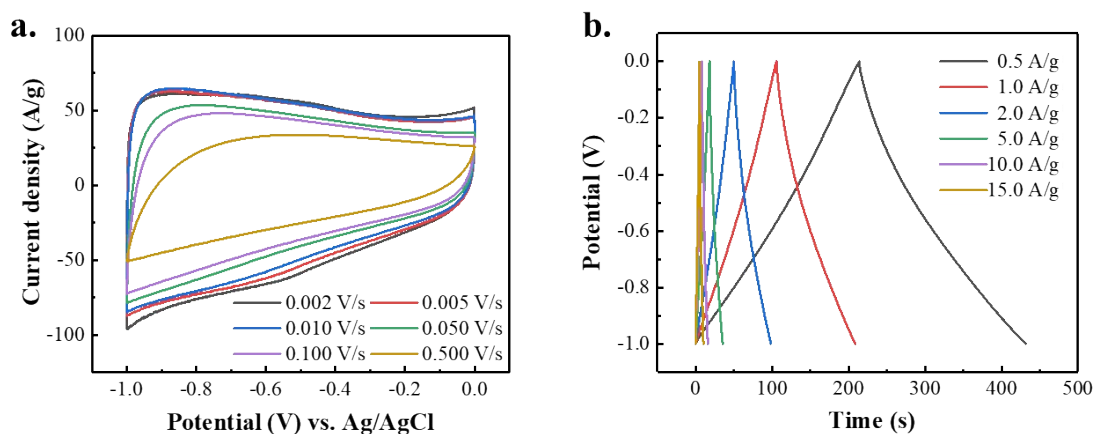 a.
Current density (A/g)
100
50
0
-50
-100
0.002 V/s 0.005 V/s
0.010 V/s 0.050 V/s
0.100 V/s 0.500 V/s
-1.0 -0.8 -0.6 -0.4 -0.2 0.0
Potential (V) vs. Ag/AgCl
b.
Potential (V)
0.0
-0.2
-0.4
-0.6
-0.8
-1.0
0.5 A/g
1.0 A/g
2.0 A/g
5.0 A/g
10.0 A/g
15.0 A/g
0 100 200 300 400 500
Time (s)